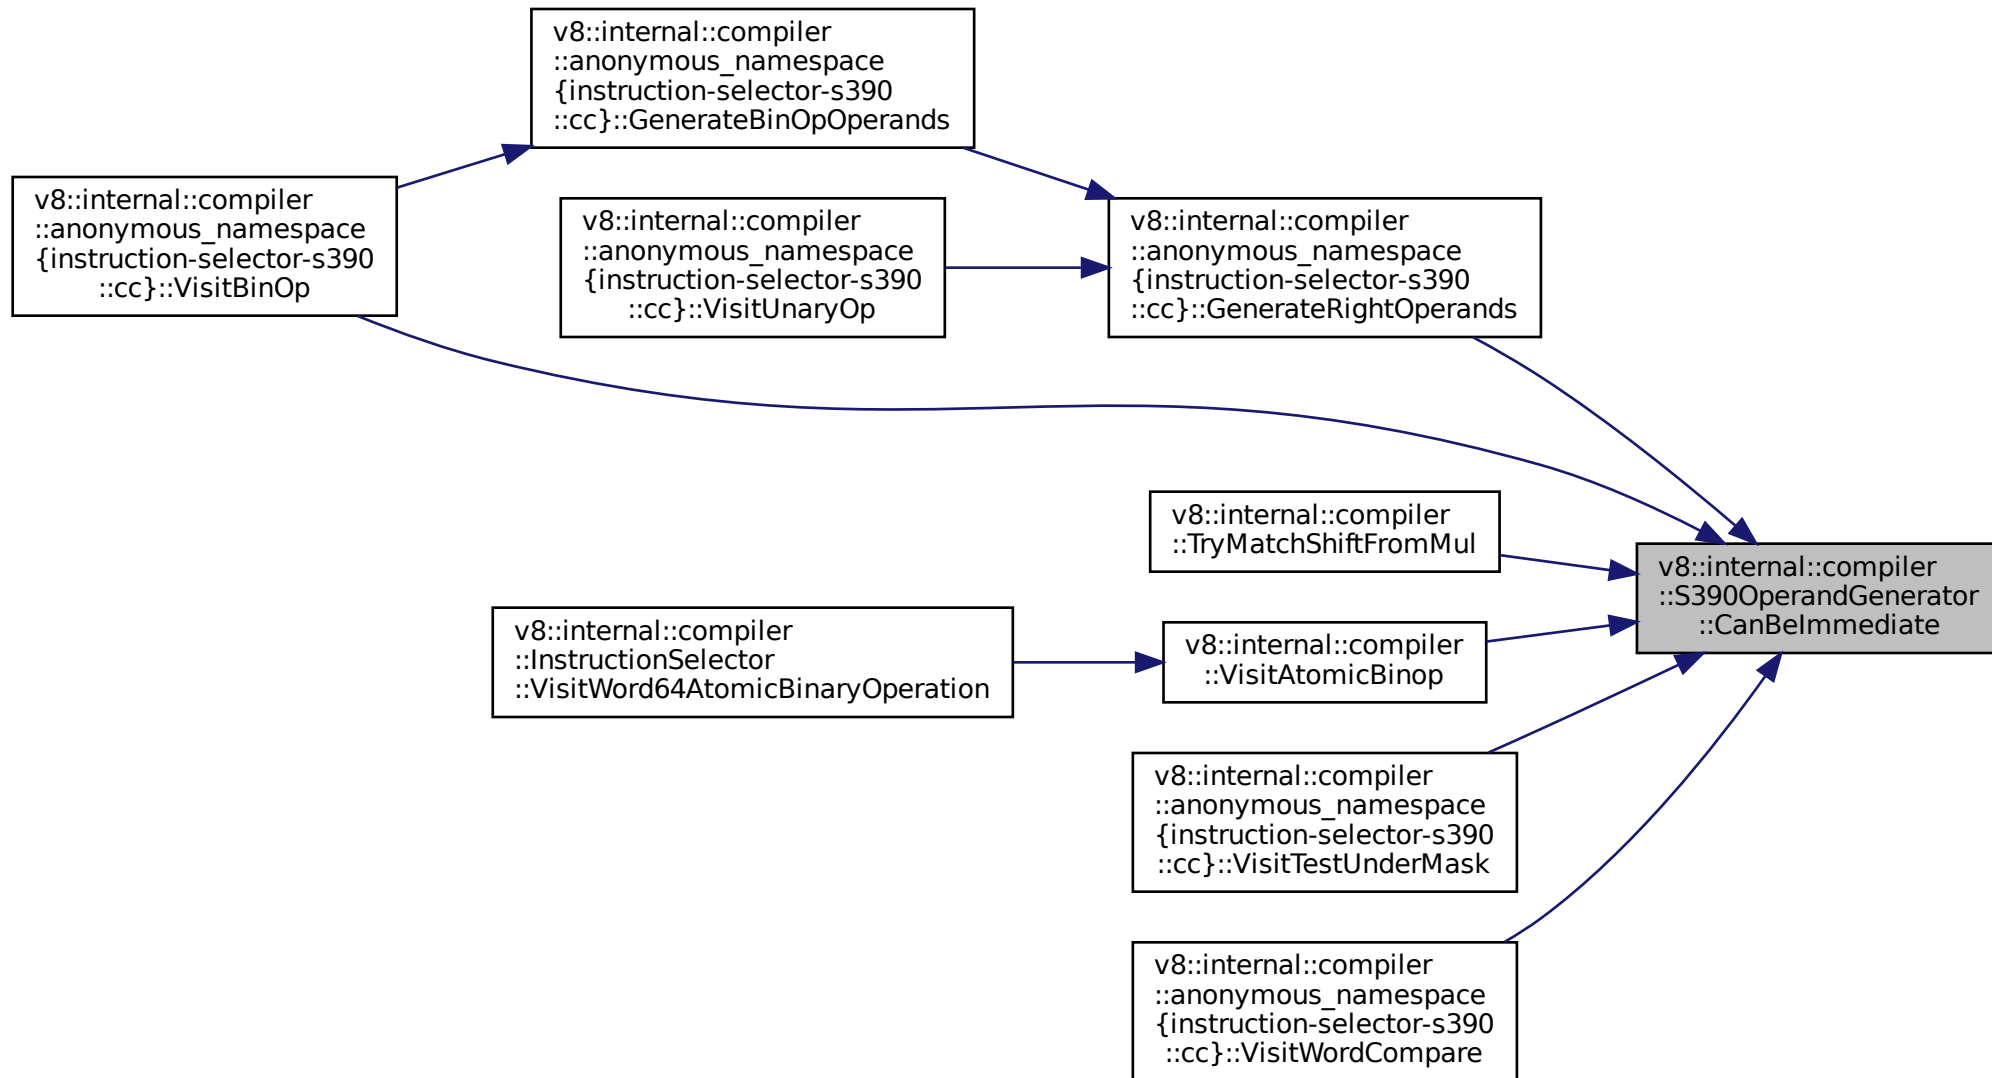 v8::internal::compiler
::anonymous_namespace
{instruction-selector-s390
::cc}::GenerateBinOpOperands
v8::internal::compiler
::anonymous_namespace
{instruction-selector-s390
::cc}::VisitBinOp
v8::internal::compiler
::anonymous_namespace
{instruction-selector-s390
::cc}::VisitUnaryOp
v8::internal::compiler
::anonymous_namespace
{instruction-selector-s390
::cc}::GenerateRightOperands
v8::internal::compiler
::TryMatchShiftFromMul
v8::internal::compiler
::S390OperandGenerator
::CanBeImmediate
v8::internal::compiler
::InstructionSelector
::VisitWord64AtomicBinaryOperation
v8::internal::compiler
::VisitAtomicBinop
v8::internal::compiler
::anonymous_namespace
{instruction-selector-s390
::cc}::VisitTestUnderMask
v8::internal::compiler
::anonymous_namespace
{instruction-selector-s390
::cc}::VisitWordCompare